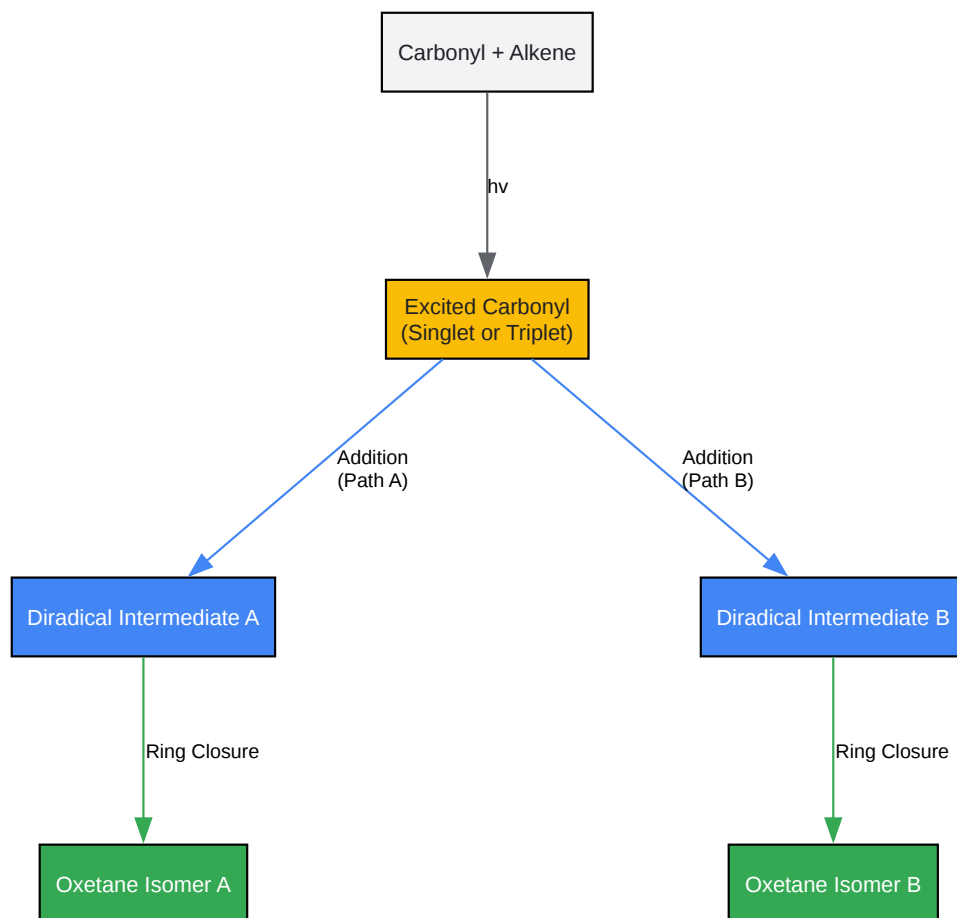 Carbonyl + Alkene
hv
Excited Carbonyl
(Singlet or Triplet)
Addition
(Path A)
Addition
(Path B)
Diradical Intermediate A
Diradical Intermediate B
Ring Closure
Ring Closure
Oxetane Isomer A
Oxetane Isomer B